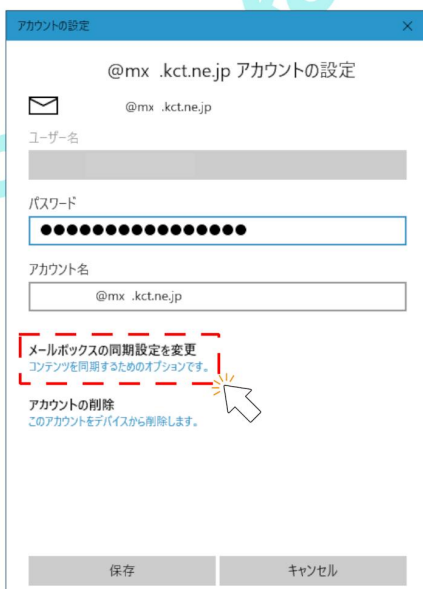 アカウントの設定
@mx .kct.ne.jp アカウントの設定
@mx .kct.ne.jp
ユーザー名
パスワード
●●●●●●●●●●●●●●●●
アカウント名
@mx .kct.ne.jp
メールボックスの同期設定を変更
コンテンツを同期するためのオプションです。
アカウントの削除
このアカウントをデバイスから削除します。
保存 キャンセル